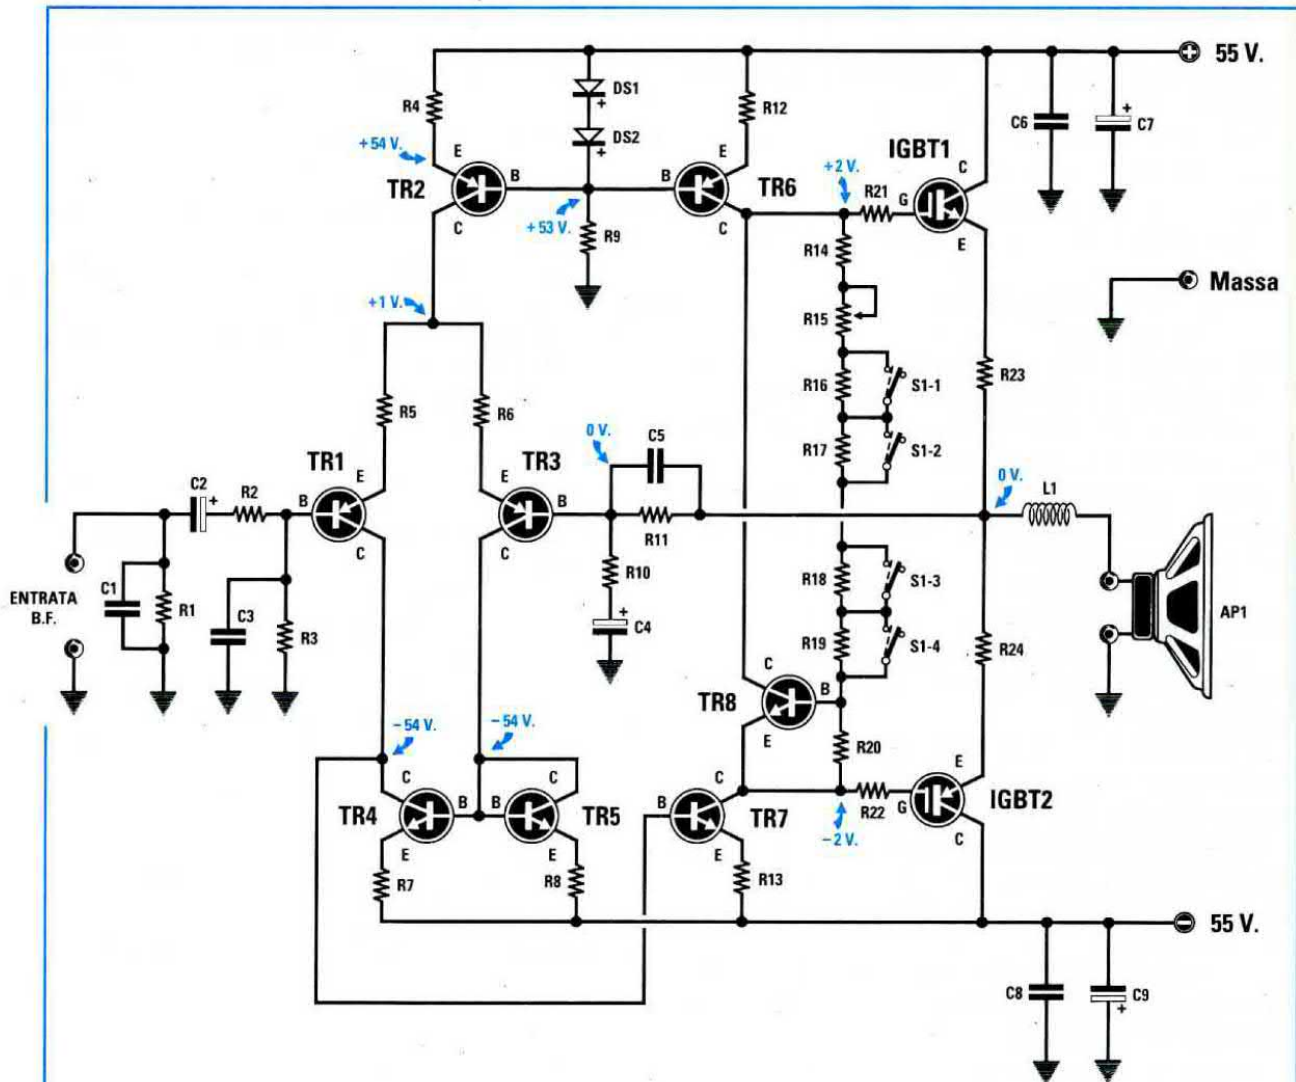 55 V.
R4
DS1
DS2
R12
C6
C7
+54 V.
TR2
E
B
C
+53 V.
R9
B
E
TR6
C
+2 V.
R21
IGBT1
C
G
E
R14
Massa
+1 V.
R15
R16
S1-1
R23
R5
R6
0 V.
C5
R17
S1-2
TR1
TR3
E
E
0 V.
L1
C2
R2
B
B
R11
C
C
R10
R18
S1-3
ENTRATA
B.F.
C1
R1
C3
R3
C4
R19
S1-4
R24
AP1
C
TR8
B
E
-54 V.
-54 V.
R20
C
C
C
E
TR4
B
B
TR5
B
TR7
R22
G
IGBT2
-2 V.
C
E
E
E
R7
R8
R13
55 V.
C8
C9